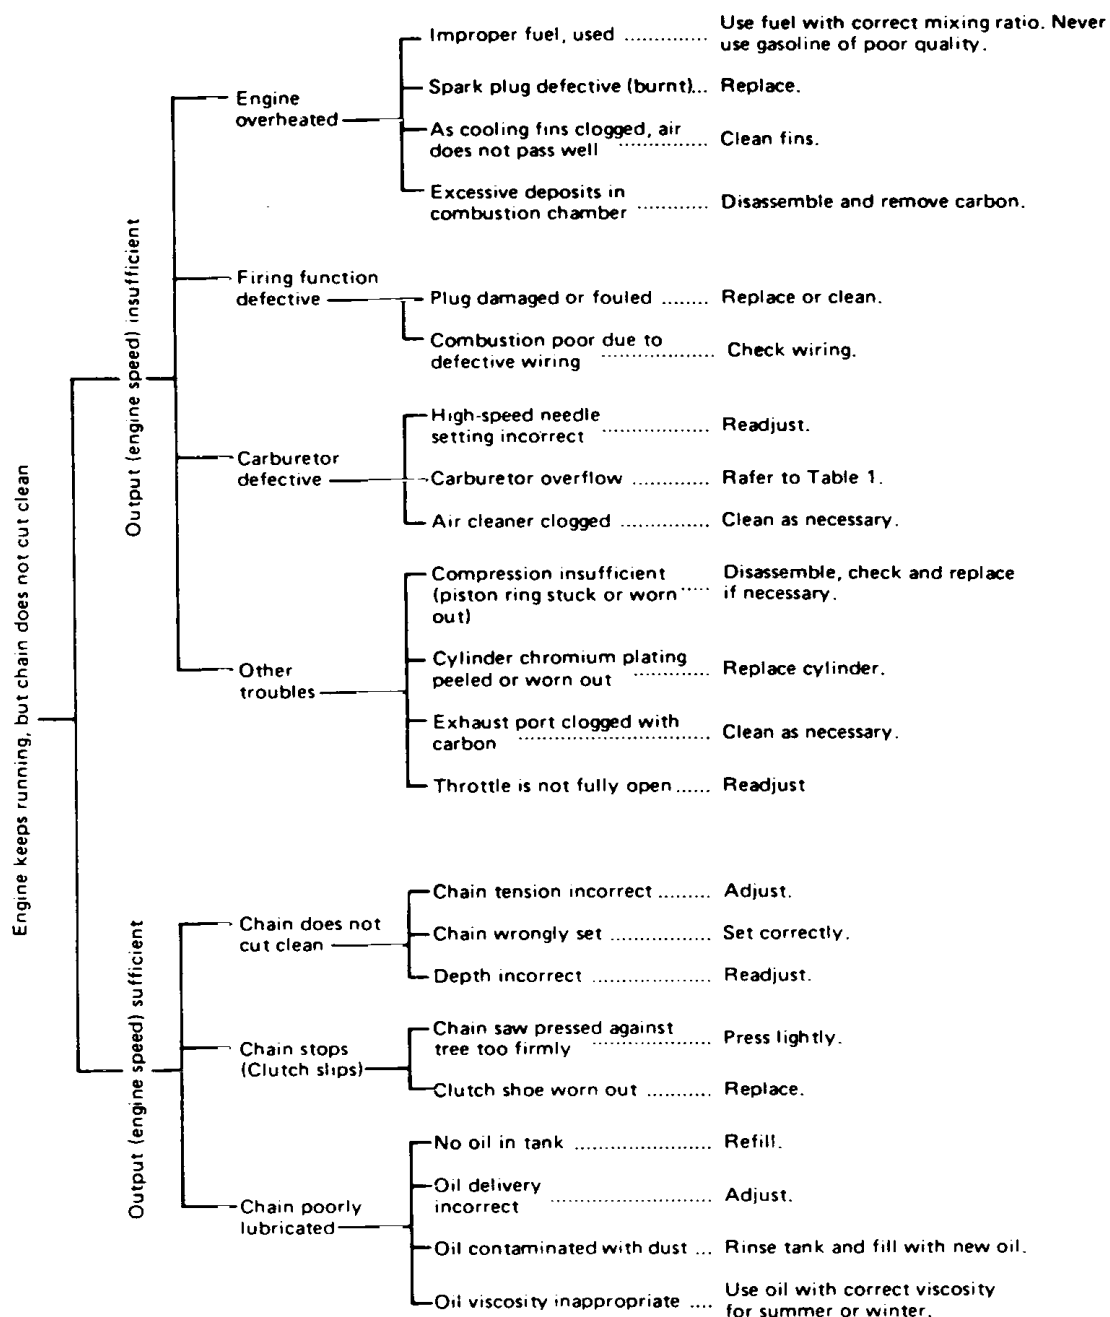 Engine keeps running, but chain does not cut clean
Output (engine speed) insufficient
Engine
overheated
Improper fuel, used ............. Use fuel with correct mixing ratio. Never
use gasoline of poor quality.
Spark plug defective (burnt)... Replace.
As cooling fins clogged, air
does not pass well ............. Clean fins.
Excessive deposits in
combustion chamber ............ Disassemble and remove carbon.
Firing function
defective
Plug damaged or fouled ........ Replace or clean.
Combustion poor due to
defective wiring ................. Check wiring.
Carburetor
defective
High-speed needle
setting incorrect ................ Readjust.
Carburetor overflow ............ Rafer to Table 1.
Air cleaner clogged .............. Clean as necessary.
Other
troubles
Compression insufficient
(piston ring stuck or worn ..... Disassemble, check and replace
out) if necessary.
Cylinder chromium plating
peeled or worn out ............. Replace cylinder.
Exhaust port clogged with
carbon ............................ Clean as necessary.
Throttle is not fully open ...... Readjust
Output (engine speed) sufficient
Chain does not
cut clean
Chain tension incorrect ......... Adjust.
Chain wrongly set ............... Set correctly.
Depth incorrect .................. Readjust.
Chain stops
(Clutch slips)
Chain saw pressed against
tree too firmly .................. Press lightly.
Clutch shoe worn out ........... Replace.
Chain poorly
lubricated
No oil in tank ..................... Refill.
Oil delivery
incorrect ........................ Adjust.
Oil contaminated with dust ... Rinse tank and fill with new oil.
Oil viscosity inappropriate .... Use oil with correct viscosity
for summer or winter.